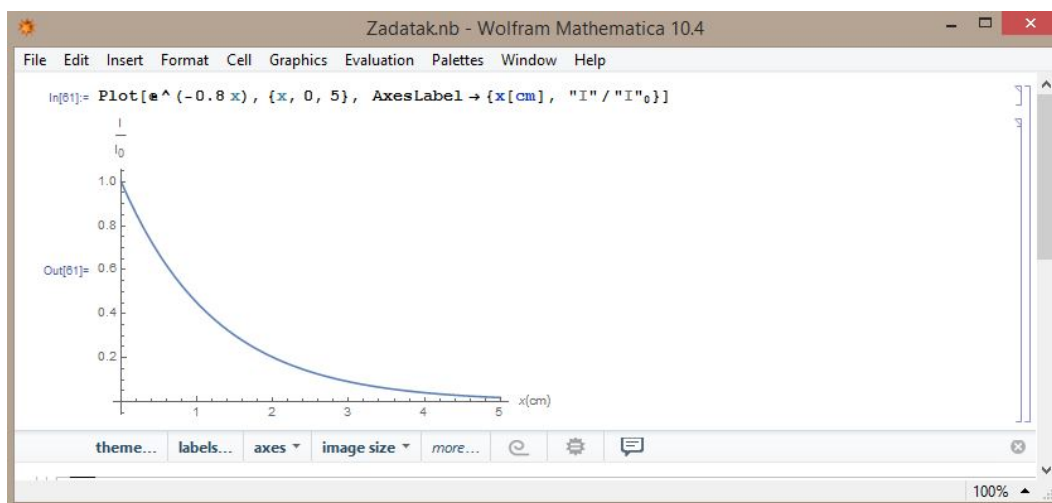 Zadatak.nb - Wolfram Mathematica 10.4
File Edit Insert Format Cell Graphics Evaluation Palettes Window Help
In[61]:= Plot[ⅇ^(-0.8 x), {x, 0, 5}, AxesLabel → {x[cm], "I"/"I"₀}]
I
I₀
1.0
0.8
Out[61]= 0.6
0.4
0.2
1 2 3 4 5 x(cm)
theme... labels... axes image size more...
100%